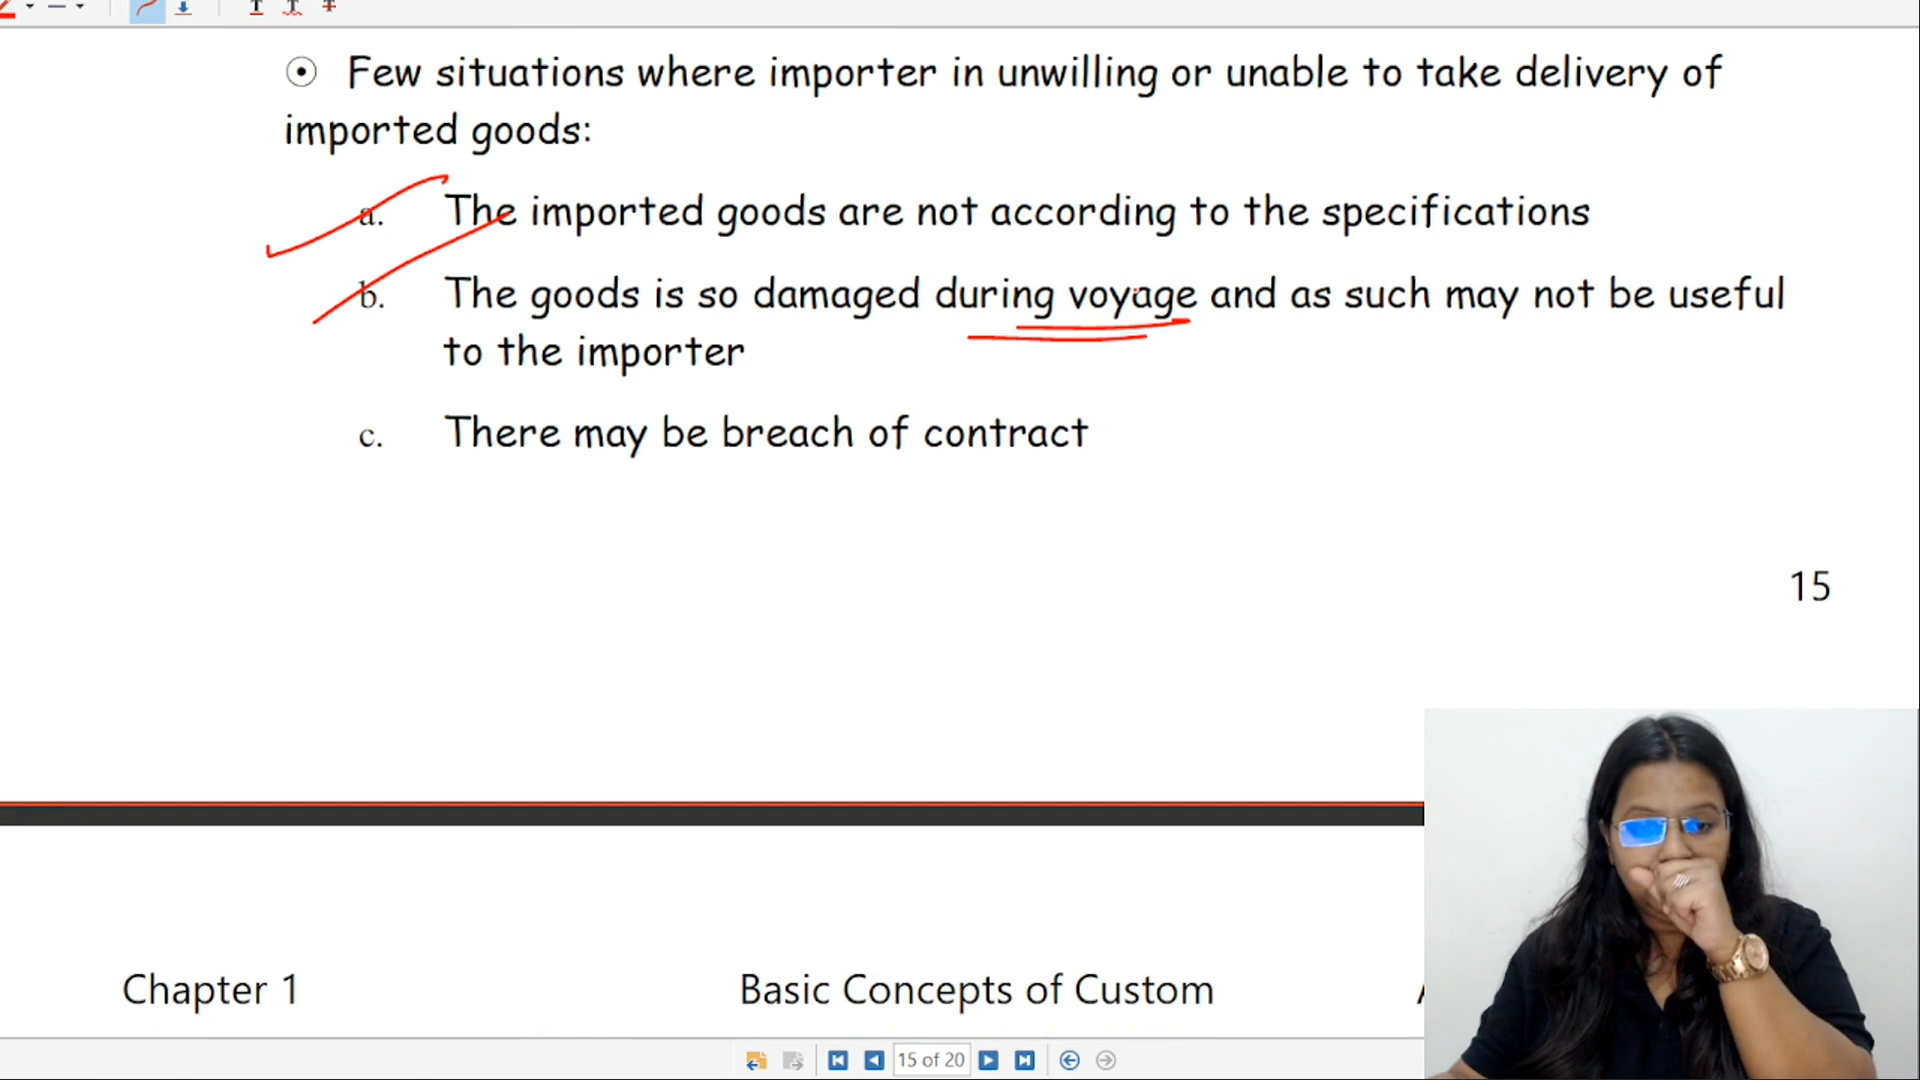 Few situations where importer in unwilling or unable to take delivery of
imported goods:
a. The imported goods are not according to the specifications
b. The goods is so damaged during voyage and as such may not be useful
to the importer
c. There may be breach of contract
15
Chapter 1 Basic Concepts of Custom
15 of 20